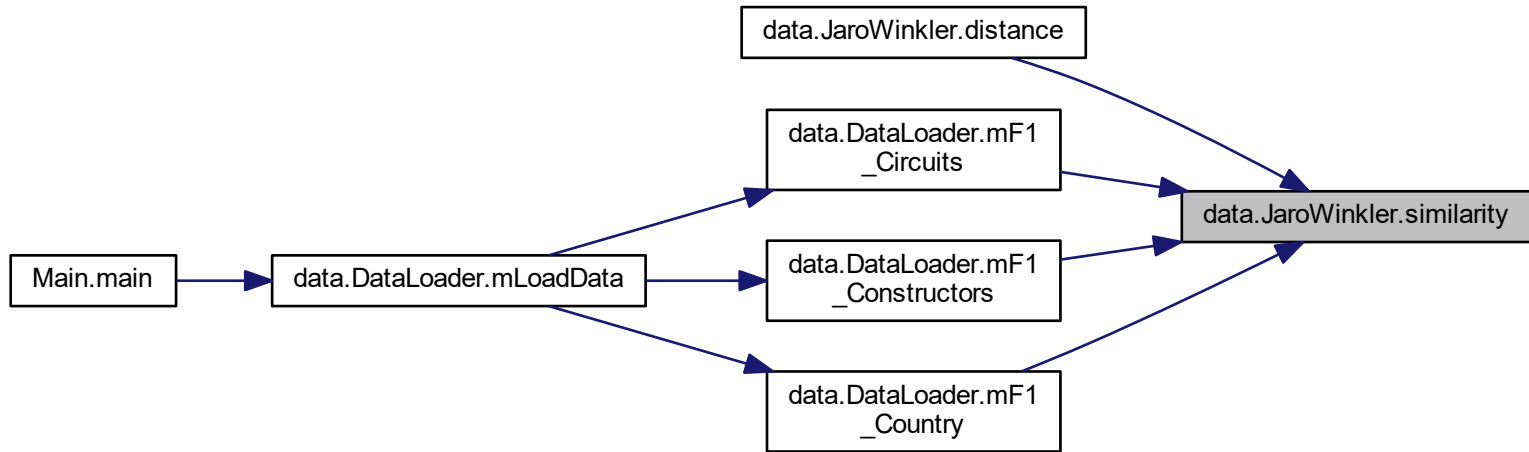 data.JaroWinkler.distance
data.DataLoader.mF1
_Circuits
data.JaroWinkler.similarity
Main.main
data.DataLoader.mLoadData
data.DataLoader.mF1
_Constructors
data.DataLoader.mF1
_Country